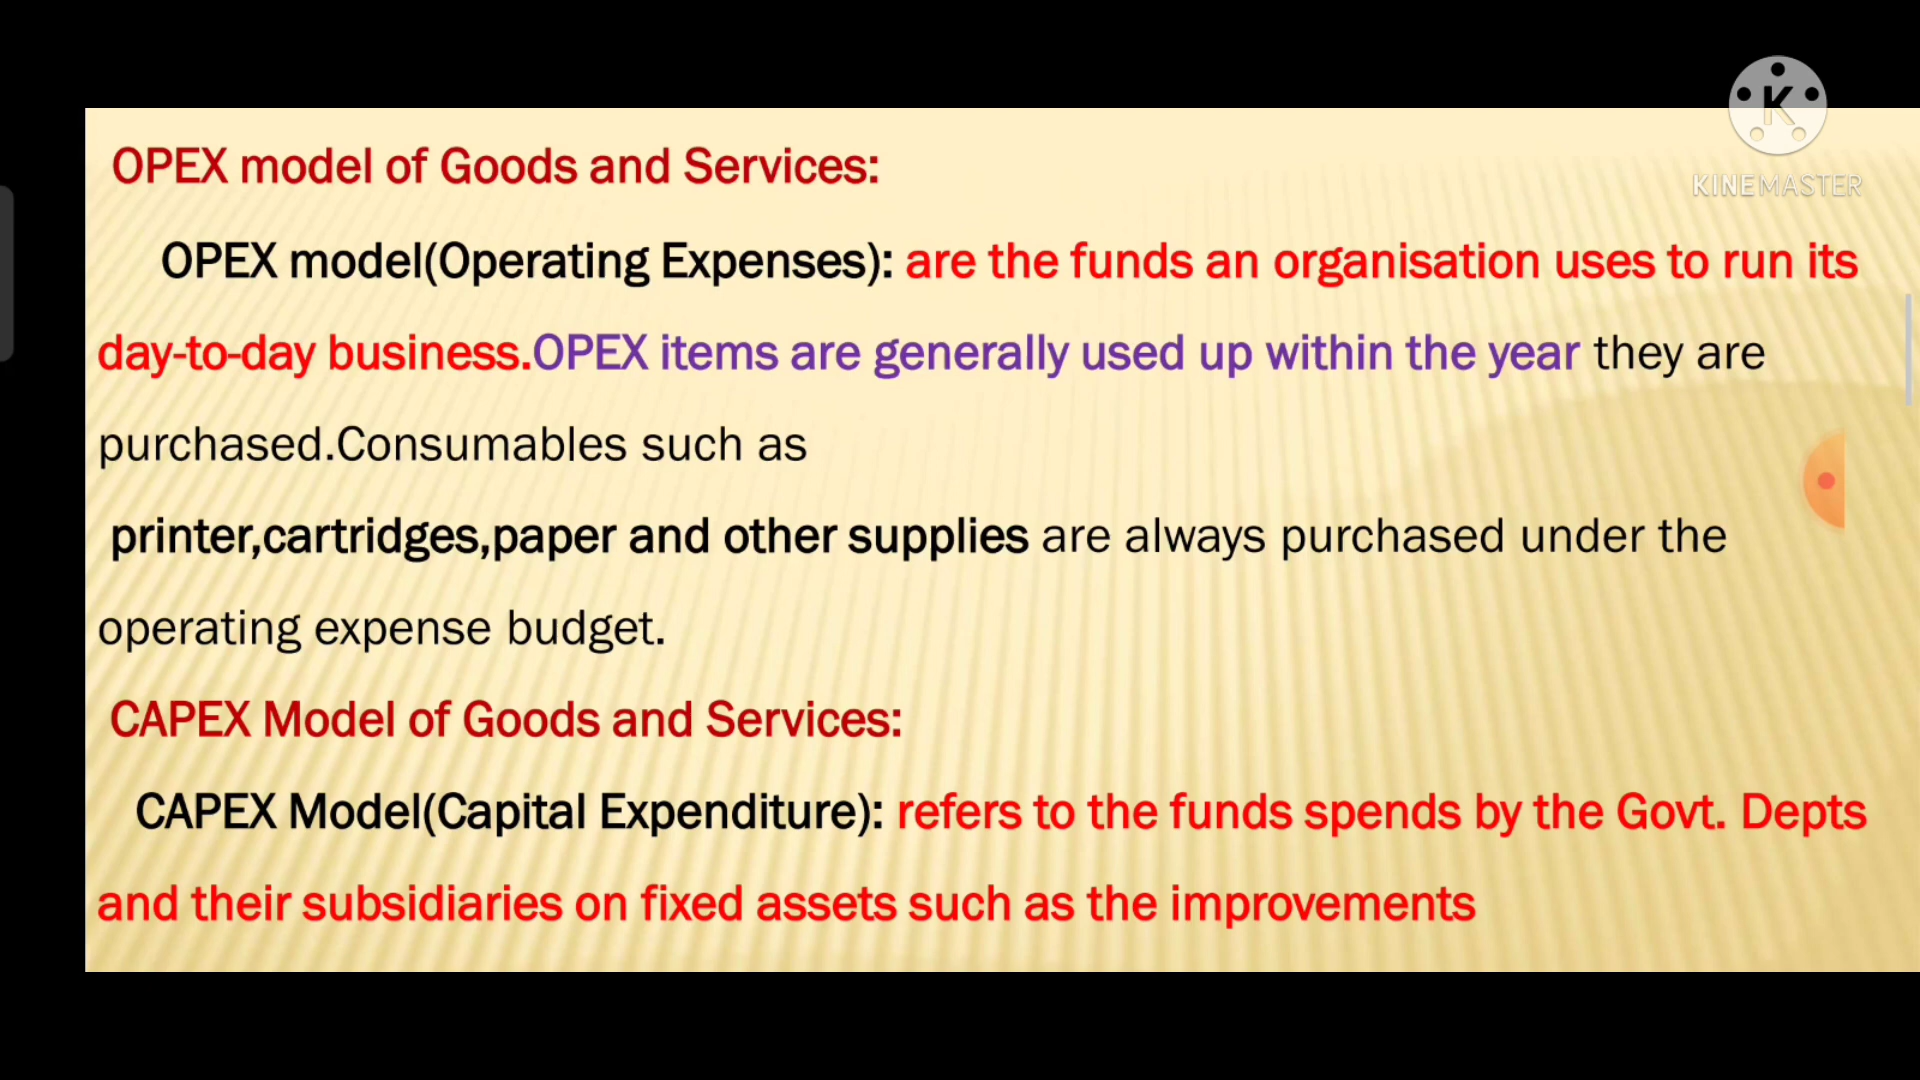 K
KINEMASTER
OPEX model of Goods and Services:
OPEX model(Operating Expenses): are the funds an organisation uses to run its
day-to-day business.OPEX items are generally used up within the year they are
purchased.Consumables such as
printer,cartridges,paper and other supplies are always purchased under the
operating expense budget.
CAPEX Model of Goods and Services:
CAPEX Model(Capital Expenditure): refers to the funds spends by the Govt. Depts
and their subsidiaries on fixed assets such as the improvements